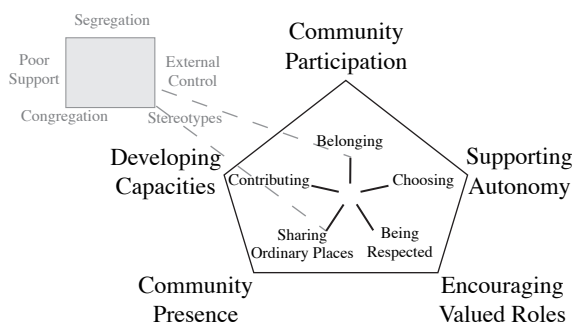 Segregation
Poor
Support
External
Control
Congregation
Stereotypes
Community
Participation
Belonging
Developing
Capacities
Contributing
Choosing
Supporting
Autonomy
Sharing
Ordinary Places
Being
Respected
Community
Presence
Encouraging
Valued Roles